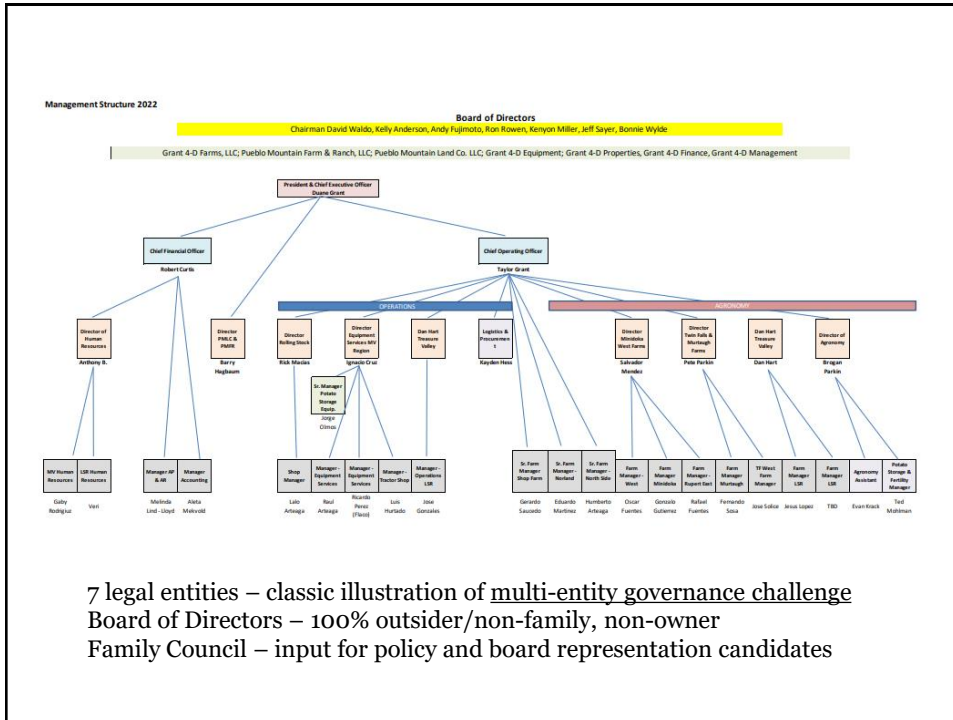 Management Structure 2022
Board of Directors
Chairman David Waldo, Kelly Anderson, Andy Fujimoto, Ron Rowen, Kenyon Miller, Jeff Sayer, Bonnie Wylde
Grant 4-D Farms, LLC; Pueblo Mountain Farm & Ranch, LLC; Pueblo Mountain Land Co. LLC; Grant 4-D Equipment; Grant 4-D Properties, Grant 4-D Finance, Grant 4-D Management
President & Chief Executive Officer
Duane Grant
Chief Financial Officer
Robert Curtis
Chief Operating Officer
Taylor Grant
OPERATIONS
AGRONOMY
Director of
Human
Resources
Anthony B.
Director
PMLC &
PMFR
Barry
Hagbaum
Director
Rolling Stock
Rick Macias
Director
Equipment
Services MV
Region
Ignacio Cruz
Dan Hart
Treasure
Valley
Logistics &
Procuremen
t
Kayden Hess
Director
Minidoka
West Farms
Salvador
Mendez
Director
Twin Falls &
Murtaugh
Farms
Pete Parkin
Dan Hart
Treasure
Valley
Dan Hart
Director of
Agronomy
Brogan
Parkin
Sr. Manager
Potato
Storage
Equip.
Jorge
Olmos
MV Human
Resources
Gaby
Rodrigiuz
LSR Human
Resources
Veri
Manager AP
& AR
Melinda
Lind - Lloyd
Manager
Accounting
Aleta
Mekvold
Shop
Manager
Lalo
Arteaga
Manager -
Equipment
Services
Raul
Arteaga
Manager -
Equipment
Services
Ricardo
Perez
(Flaco)
Manager -
Tractor Shop
Luis
Hurtado
Manager -
Operations
LSR
Jose
Gonzales
Sr. Farm
Manager
Shop Farm
Gerardo
Saucedo
Sr. Farm
Manager -
Norland
Eduardo
Martinez
Sr. Farm
Manager -
North Side
Humberto
Arteaga
Farm
Manager -
West
Oscar
Fuentes
Farm
Manager
Minidoka
Gonzalo
Gutierrez
Farm
Manager -
Rupert East
Rafael
Fuentes
Farm
Manager
Murtaugh
Fernando
Sosa
TF West
Farm
Manager
Jose Solice
Farm
Manager
LSR
Jesus Lopez
Farm
Manager
LSR
TBD
Agronomy
Assistant
Evan Krack
Potato
Storage &
Fertility
Manager
Ted
Mohlman
7 legal entities – classic illustration of multi-entity governance challenge
Board of Directors – 100% outsider/non-family, non-owner
Family Council – input for policy and board representation candidates